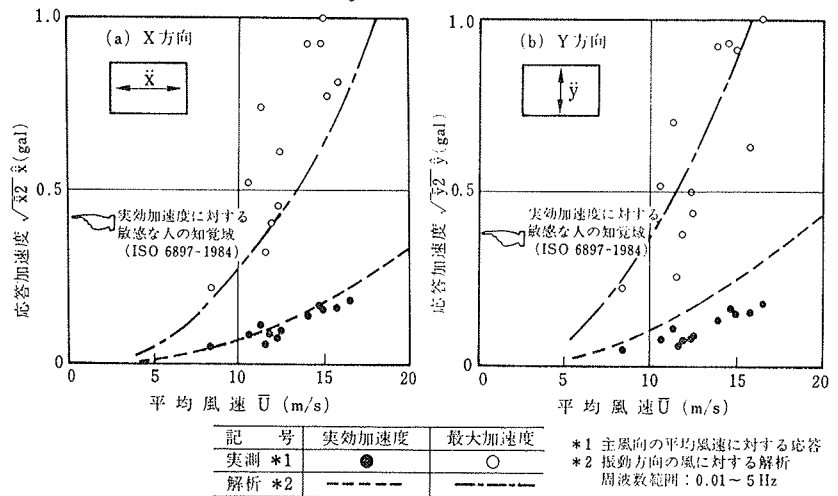 (a) X方向
ẍ
1.0
0.5
0
応答加速度 √ẍ2 ẍ̂(gal)
実効加速度に対する
敏感な人の知覚域
(ISO 6897-1984)
0 5 10 15 20
平均風速 U̅ (m/s)
(b) Y方向
ÿ
1.0
0.5
0
応答加速度 √ÿ2 ÿ̂(gal)
実効加速度に対する
敏感な人の知覚域
(ISO 6897-1984)
0 5 10 15 20
平均風速 U̅ (m/s)
記 号 実効加速度 最大加速度
実測 *1
解析 *2
*1 主風向の平均風速に対する応答
*2 振動方向の風に対する解析
周波数範囲:0.01~5Hz